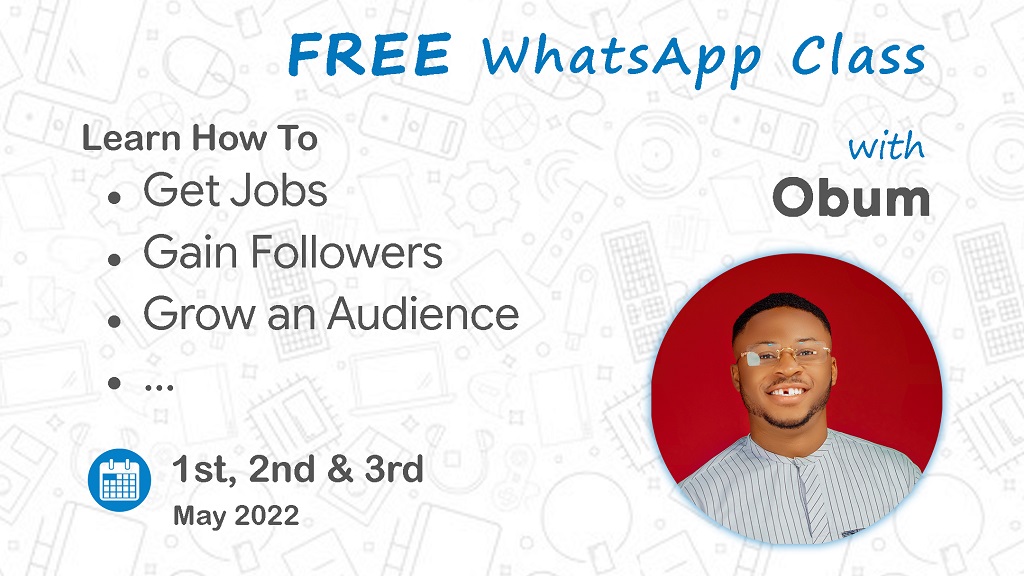 FREE WhatsApp Class
with
Obum
Learn How To
• Get Jobs
• Gain Followers
• Grow an Audience
• ...
1st, 2nd & 3rd
May 2022